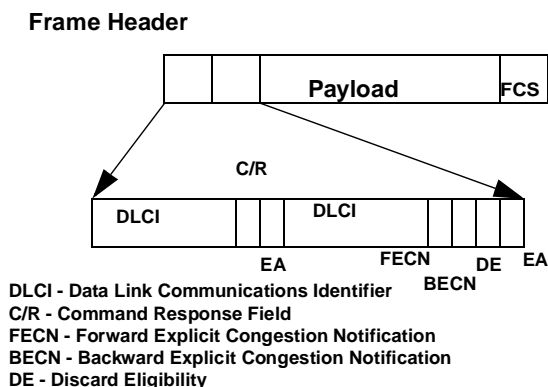 Frame Header
Payload
FCS
C/R
DLCI
DLCI
EA
FECN
BECN
DE
EA
DLCI - Data Link Communications Identifier
C/R - Command Response Field
FECN - Forward Explicit Congestion Notification
BECN - Backward Explicit Congestion Notification
DE - Discard Eligibility